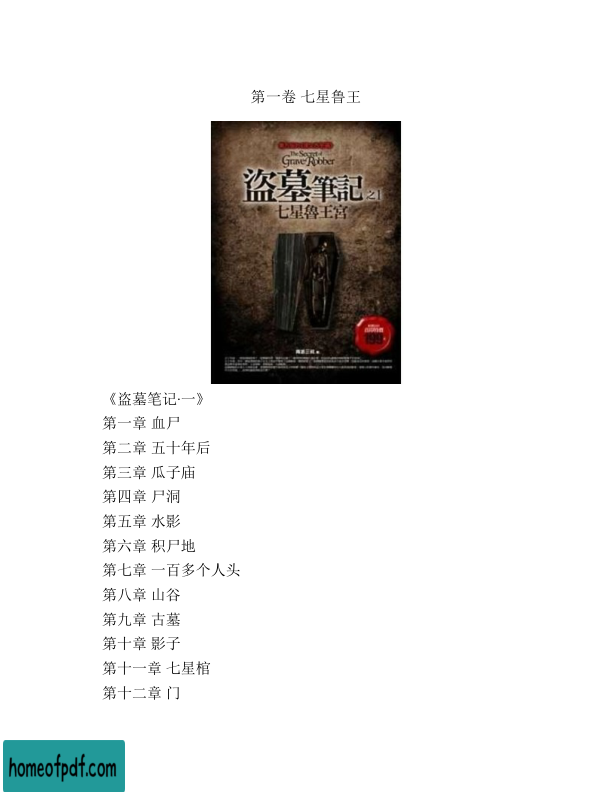 第一卷 七星鲁王
The Secret of
Grave Robber
盜墓筆記之1
七星魯王宮
南派三叔
《盗墓笔记·一》
第一章 血尸
第二章 五十年后
第三章 瓜子庙
第四章 尸洞
第五章 水影
第六章 积尸地
第七章 一百多个人头
第八章 山谷
第九章 古墓
第十章 影子
第十一章 七星棺
第十二章 门
homeofpdf.com